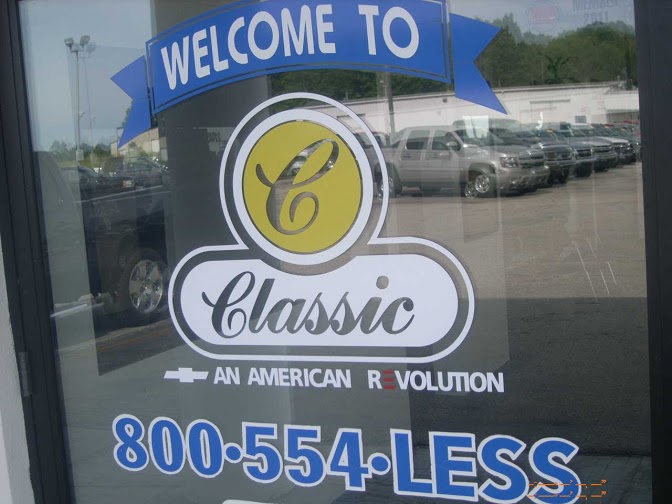 WELCOME TO
C
Classic
AN AMERICAN REVOLUTION
800·554·LESS